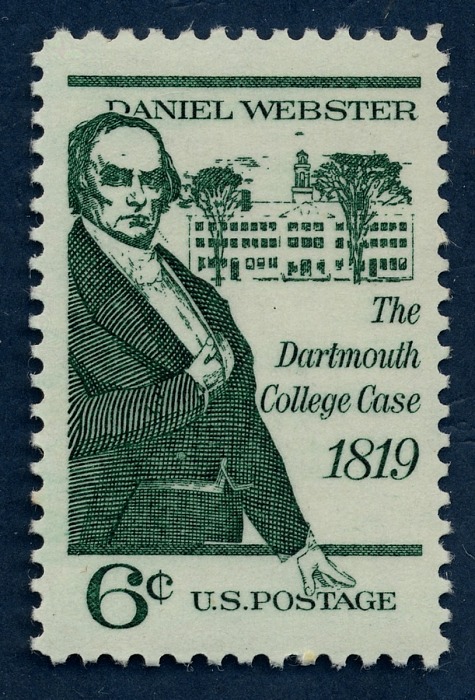 DANIEL WEBSTER
The
Dartmouth
College Case
1819
6¢
U.S.POSTAGE